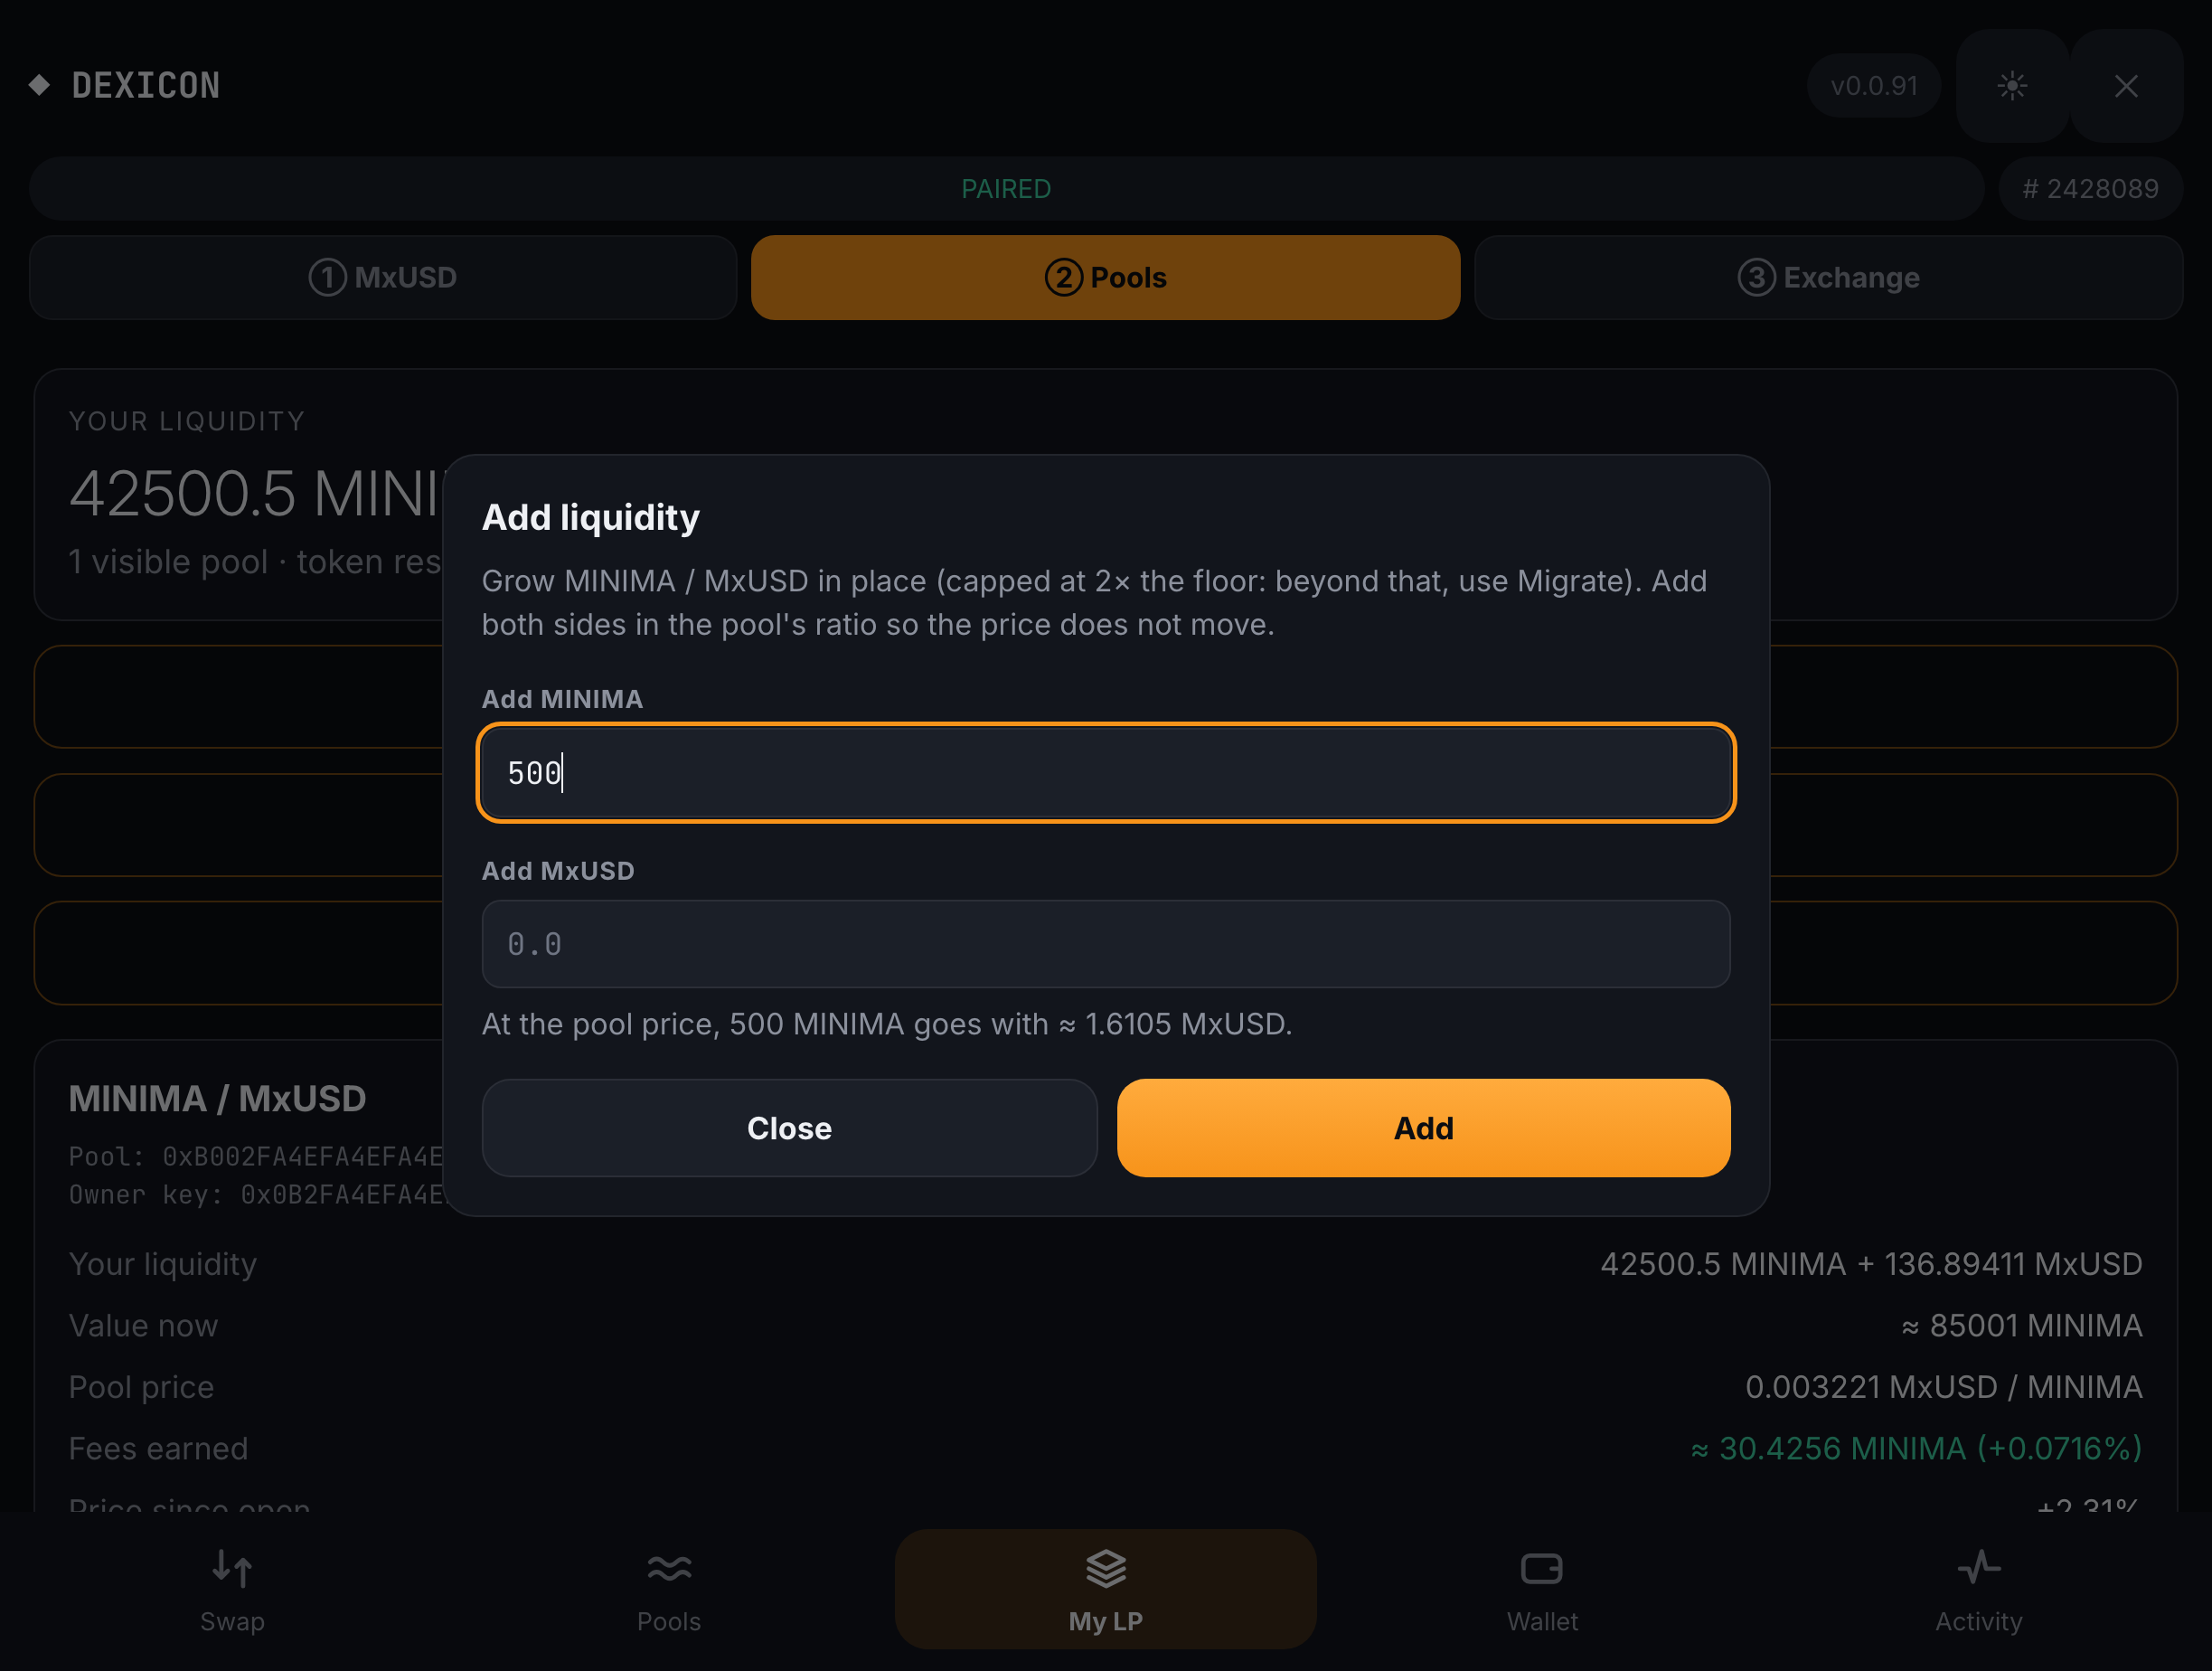 DEXICON
v0.0.91
PAIRED
# 2428089
1 MxUSD
2 Pools
3 Exchange
YOUR LIQUIDITY
42500.5 MINI
1 visible pool · token res
Add liquidity
Grow MINIMA / MxUSD in place (capped at 2× the floor: beyond that, use Migrate). Add
both sides in the pool's ratio so the price does not move.
Add MINIMA
500
Add MxUSD
0.0
At the pool price, 500 MINIMA goes with ≈ 1.6105 MxUSD.
Close
Add
MINIMA / MxUSD
Pool: 0xB002FA4EFA4EFA4E
Owner key: 0x0B2FA4EFA4E
Your liquidity
42500.5 MINIMA + 136.89411 MxUSD
Value now
≈ 85001 MINIMA
Pool price
0.003221 MxUSD / MINIMA
Fees earned
≈ 30.4256 MINIMA (+0.0716%)
Price since open
+2.31%
Swap
Pools
My LP
Wallet
Activity